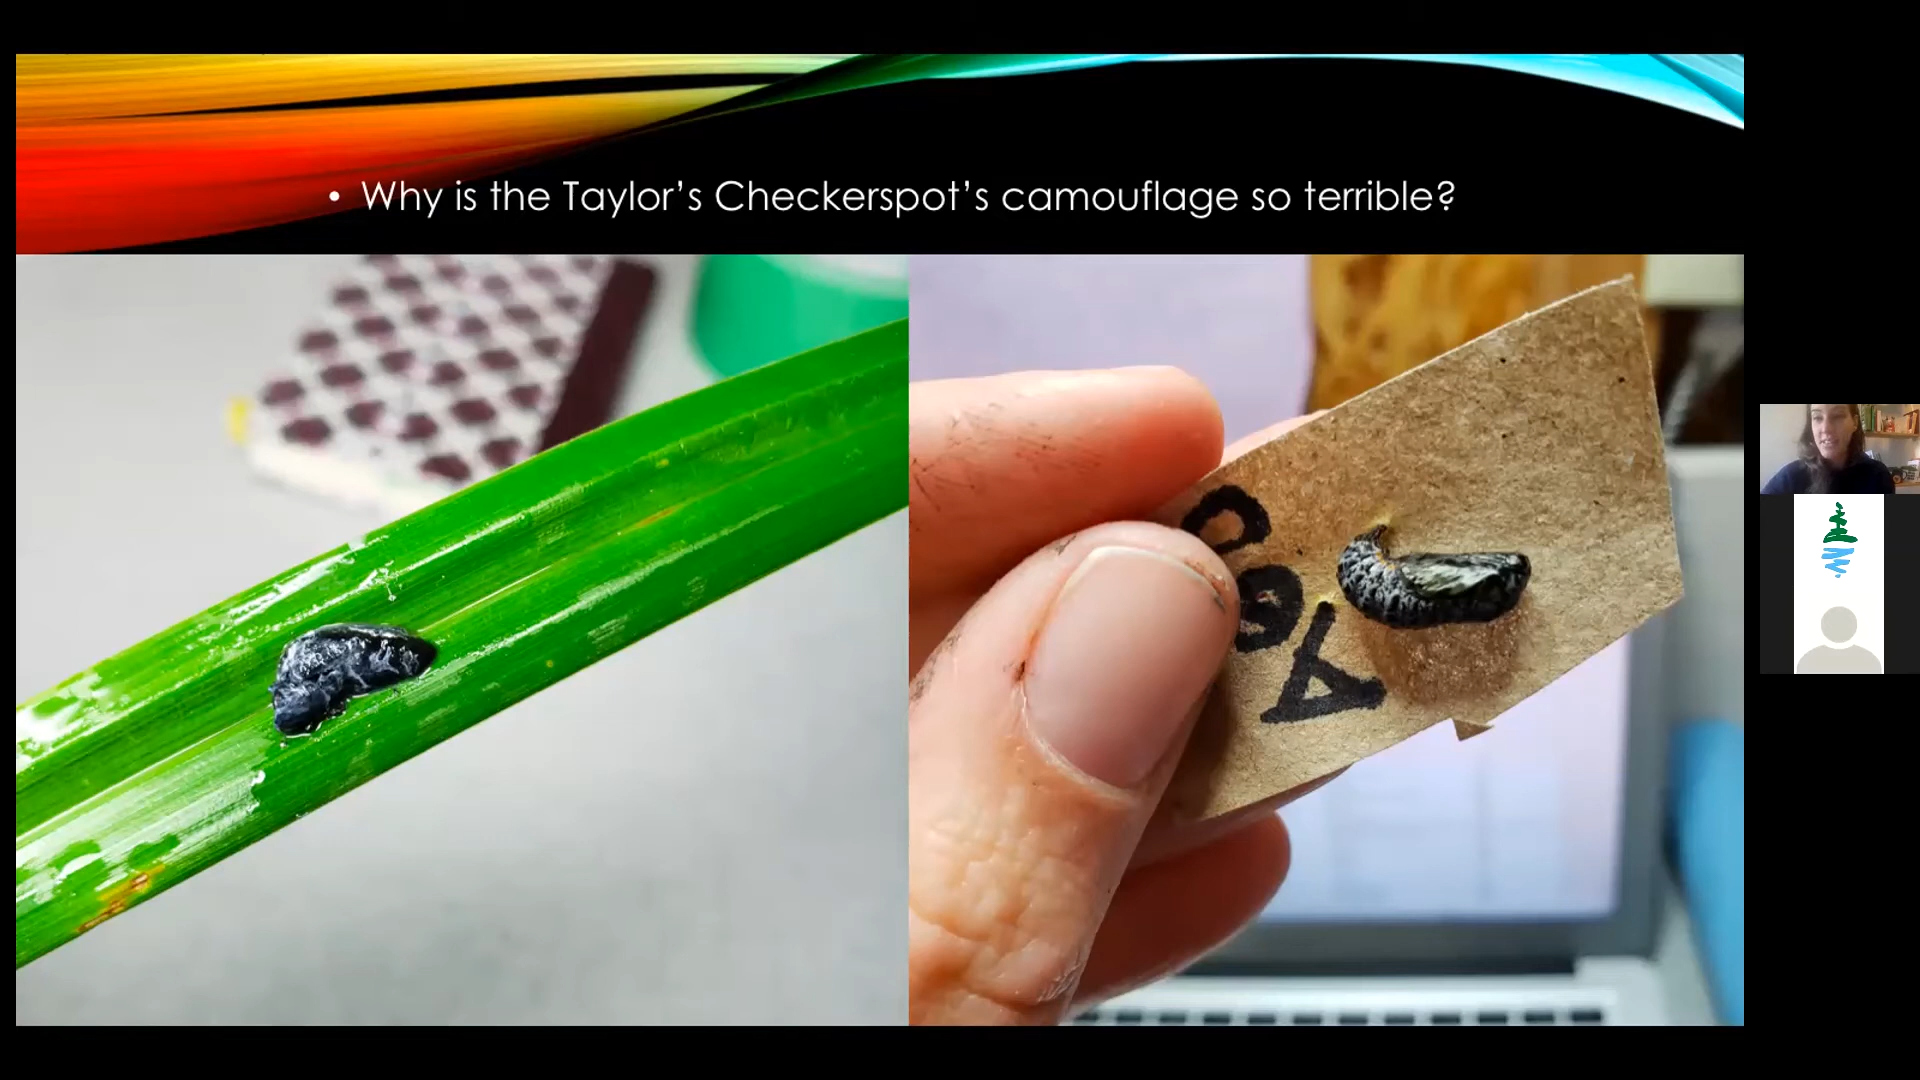 • Why is the Taylor’s Checkerspot’s camouflage so terrible?